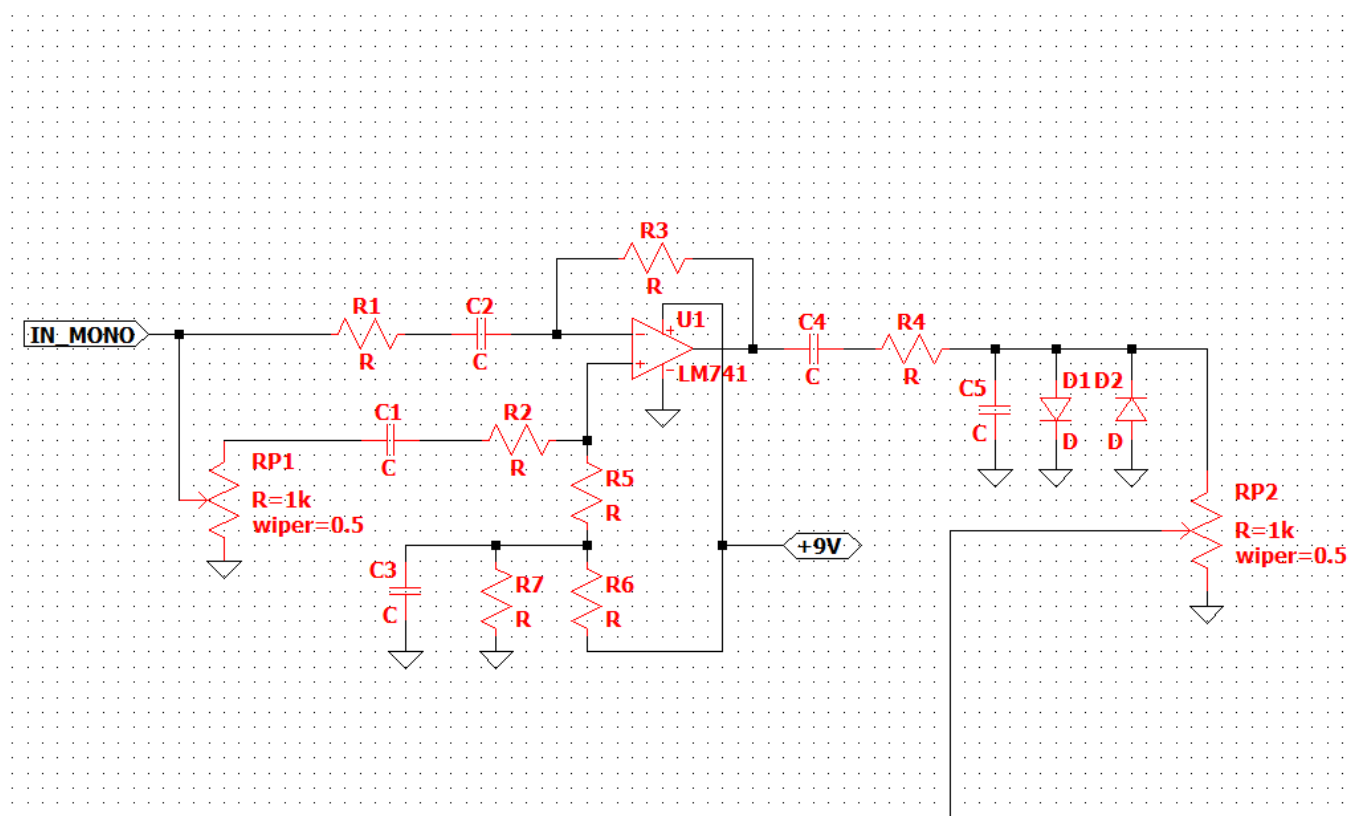 R3
R
R1
C2
U1
IN_MONO
+
-
C4
R4
R
C
+
-
LM741
C
R
C5
D1
D2
C1
R2
C
D
D
RP1
C
R
R5
RP2
R=1k
R
R=1k
wiper=0.5
+9V
wiper=0.5
C3
R7
R6
C
R
R